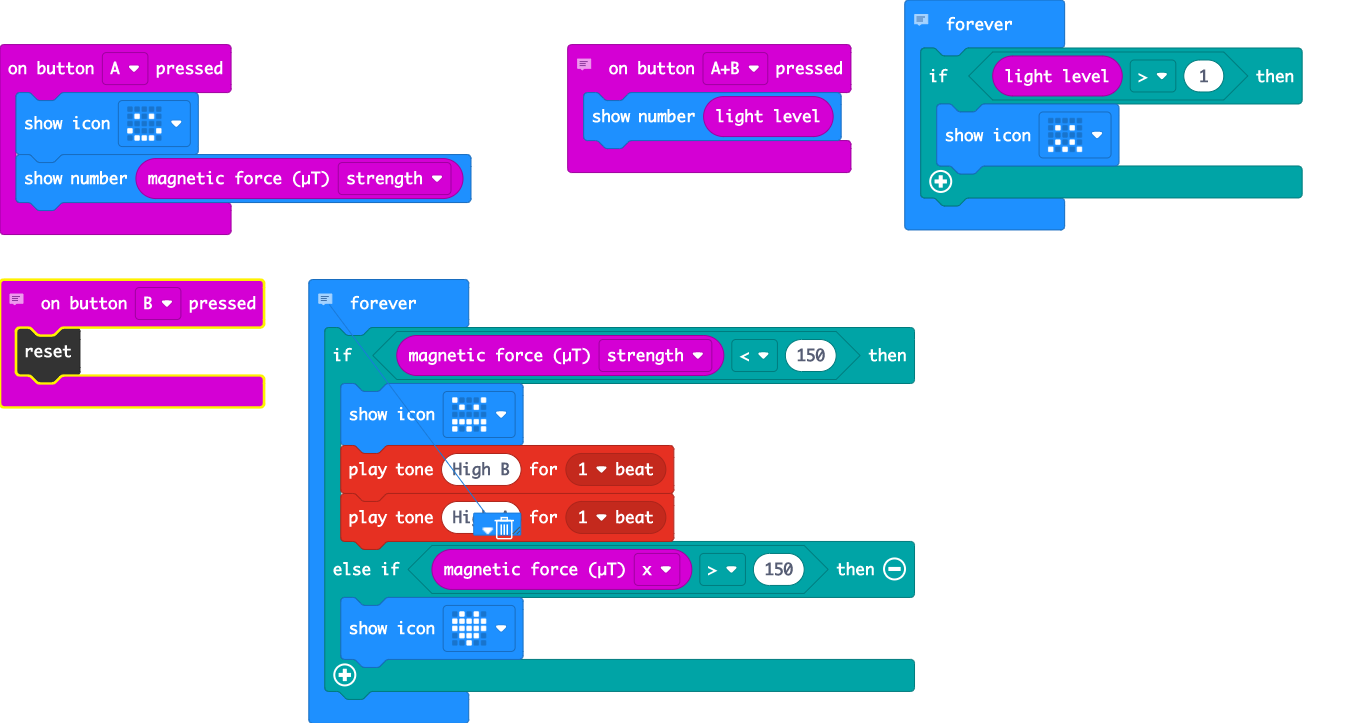 on button A pressed
show icon
show number magnetic force (µT) strength
on button A+B pressed
show number light level
forever
if light level > 1 then
show icon
on button B pressed
reset
forever
if magnetic force (µT) strength < 150 then
show icon
play tone High B for 1 beat
play tone for 1 beat
else if magnetic force (µT) x > 150 then
show icon